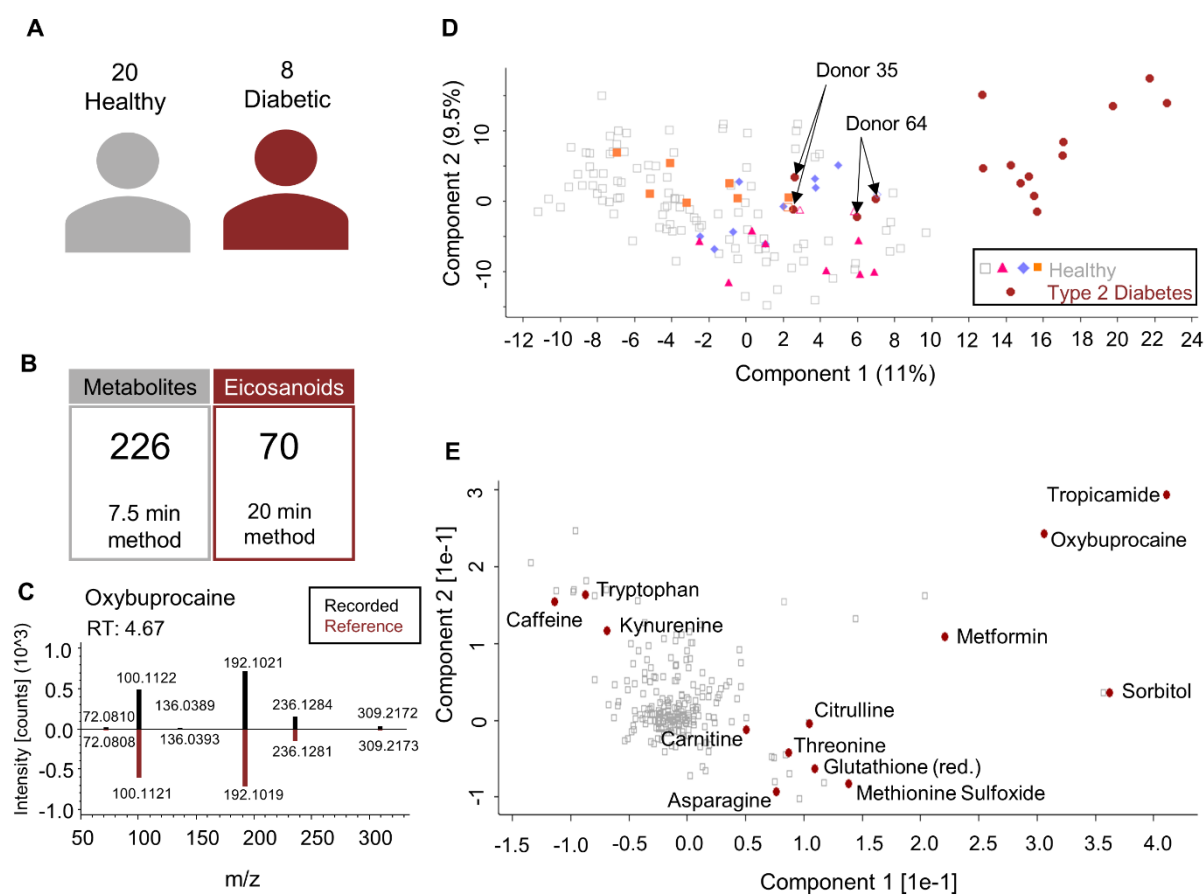 A
20
Healthy
8
Diabetic
B
Metabolites
Eicosanoids
226
70
7.5 min
method
20 min
method
C
Oxybuprocaine
RT: 4.67
Recorded
Reference
Intensity [counts] (10^3)
1.0
0.5
0.0
-0.5
-1.0
72.0810
100.1122
136.0389
192.1021
236.1284
309.2172
72.0808
100.1121
136.0393
192.1019
236.1281
309.2173
50 100 150 200 250 300
m/z
D
Donor 35
Donor 64
Component 2 (9.5%)
10
0
-10
Healthy
Type 2 Diabetes
-12 -10 -8 -6 -4 -2 0 2 4 6 8 10 12 14 16 18 20 22 24
Component 1 (11%)
E
Component 2 [1e-1]
3
2
1
0
-1
Tropicamide
Oxybuprocaine
Tryptophan
Caffeine
Kynurenine
Metformin
Sorbitol
Citrulline
Carnitine
Threonine
Glutathione (red.)
Asparagine
Methionine Sulfoxide
-1.5 -1.0 -0.5 0.0 0.5 1.0 1.5 2.0 2.5 3.0 3.5 4.0
Component 1 [1e-1]